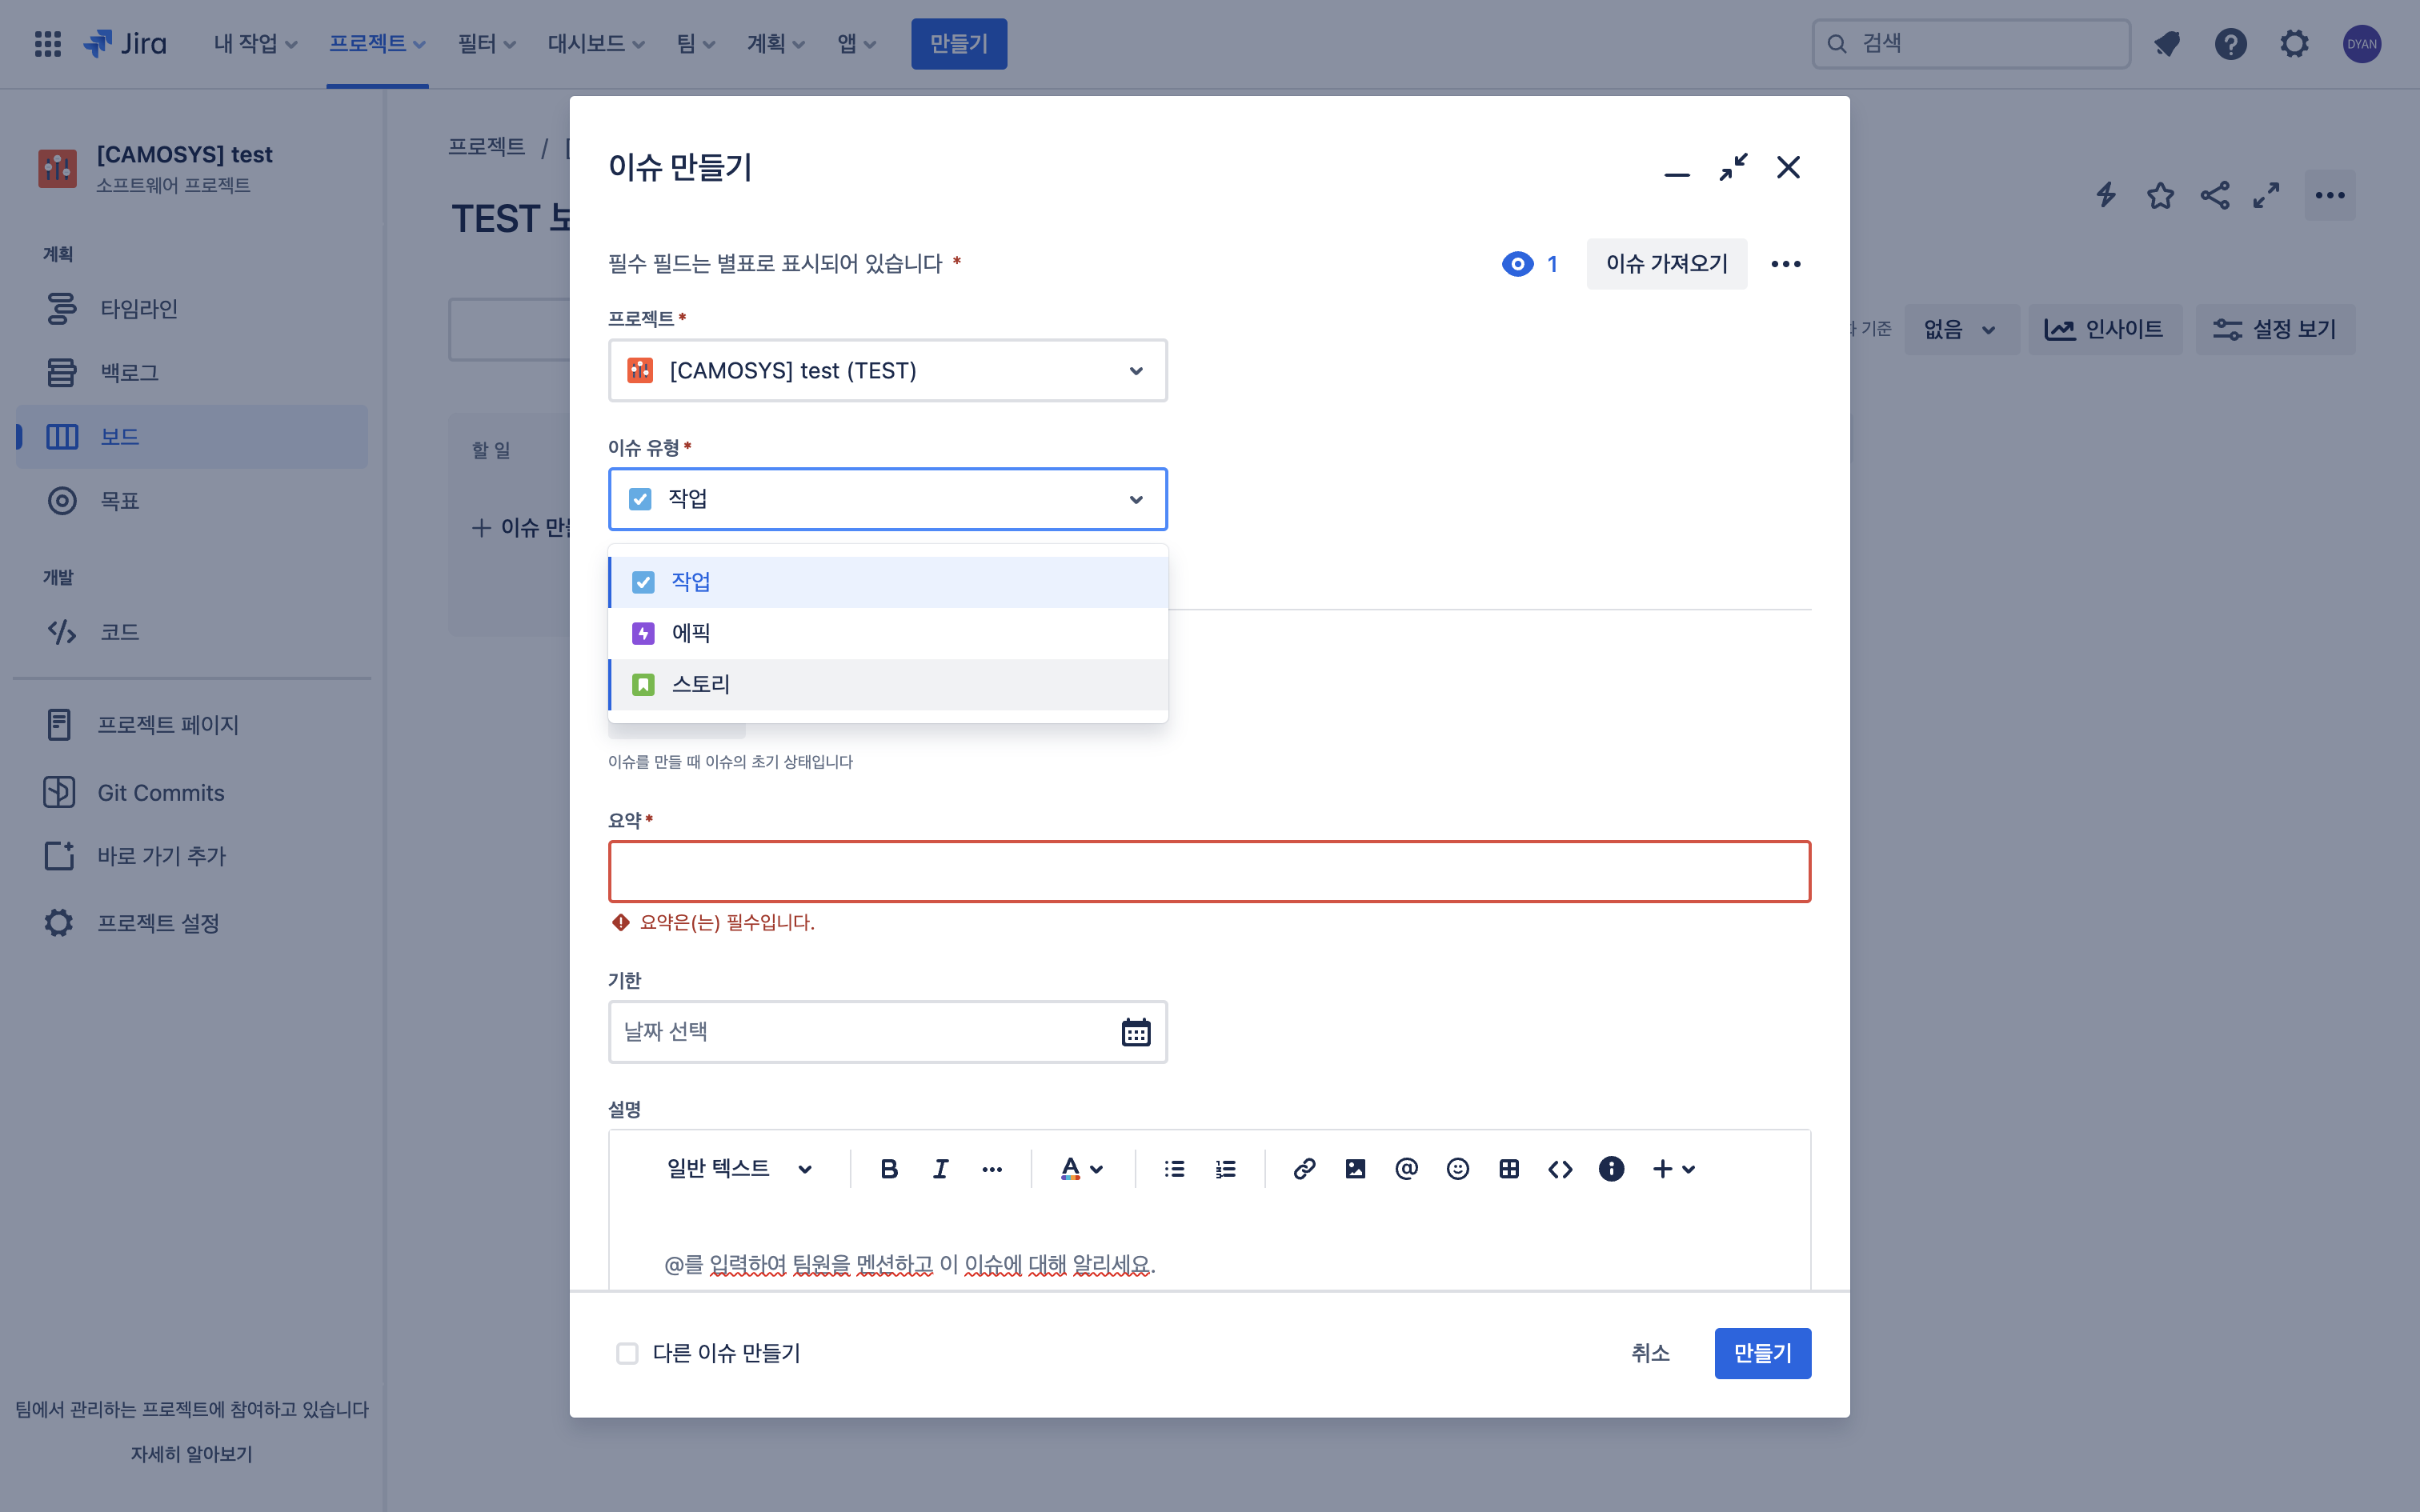 Jira
내 작업
프로젝트
필터
대시보드
팀
계획
앱
만들기
검색
DYAN
[CAMOSYS] test
소프트웨어 프로젝트
계획
타임라인
백로그
보드
목표
개발
코드
프로젝트 페이지
Git Commits
바로 가기 추가
프로젝트 설정
팀에서 관리하는 프로젝트에 참여하고 있습니다
자세히 알아보기
프로젝트 / [
TEST
할 일
이슈
기준
없음
인사이트
설정 보기
이슈 만들기
필수 필드는 별표로 표시되어 있습니다 *
1
이슈 가져오기
프로젝트 *
[CAMOSYS] test (TEST)
이슈 유형 *
작업
작업
에픽
스토리
이슈를 만들 때 이슈의 초기 상태입니다
요약 *
요약은(는) 필수입니다.
기한
날짜 선택
설명
일반 텍스트
@를 입력하여 팀원을 멘션하고 이 이슈에 대해 알리세요.
다른 이슈 만들기
취소
만들기